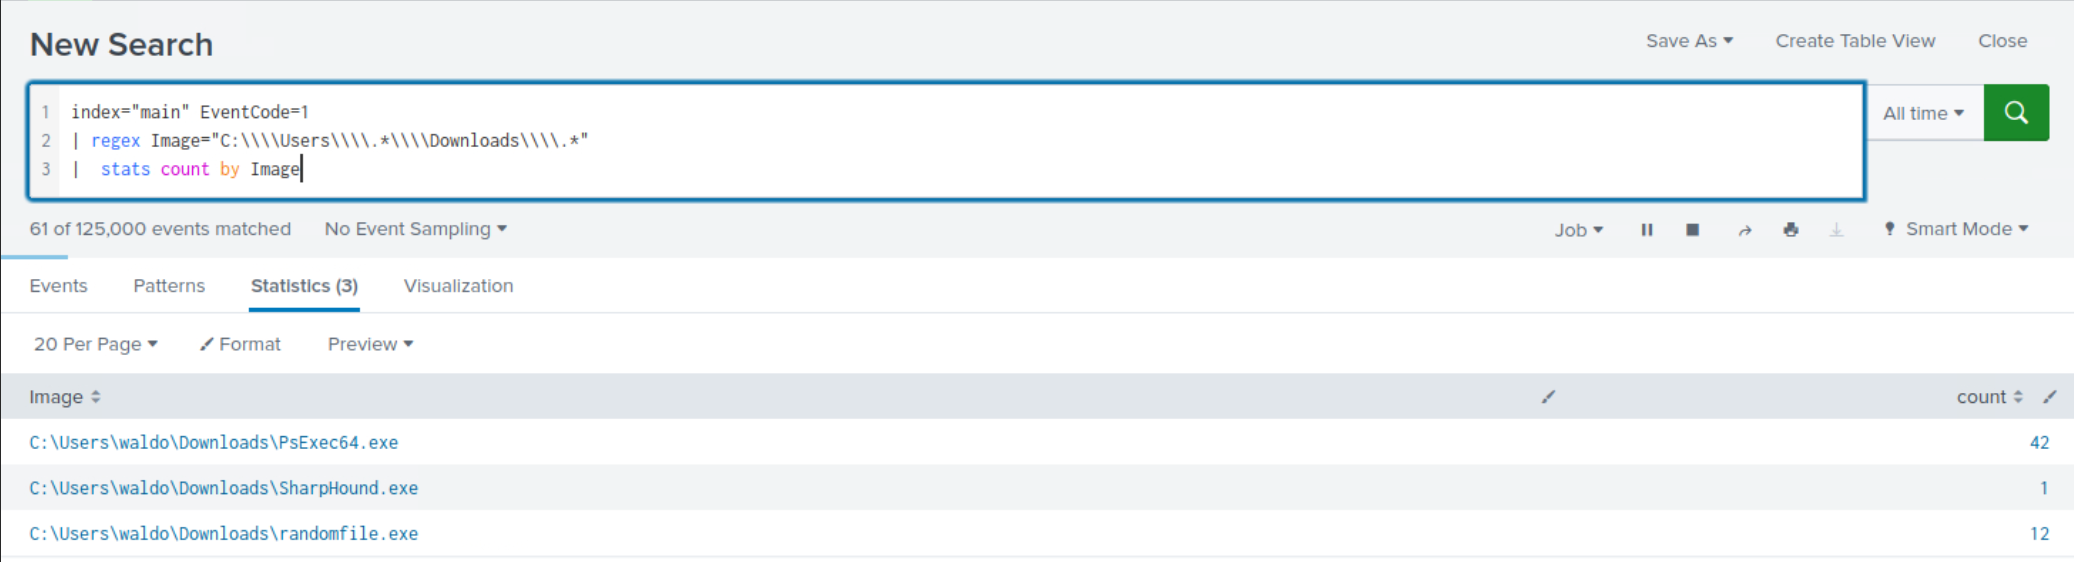 New Search
Save As Create Table View Close
1 index="main" EventCode=1
2 | regex Image="C:\\\\Users\\\\.*\\\\Downloads\\\\.*"
3 | stats count by Image
All time
61 of 125,000 events matched No Event Sampling
Job Smart Mode
Events Patterns Statistics (3) Visualization
20 Per Page Format Preview
Image count
C:\Users\waldo\Downloads\PsExec64.exe 42
C:\Users\waldo\Downloads\SharpHound.exe 1
C:\Users\waldo\Downloads\randomfile.exe 12